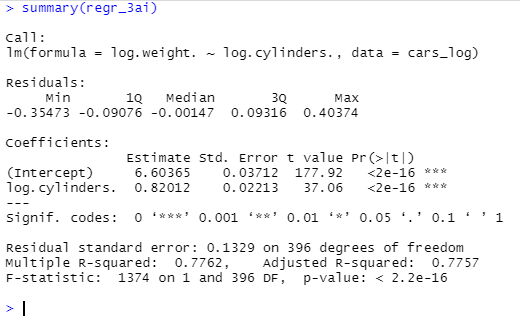 > summary(regr_3ai)
Call:
lm(formula = log.weight. ~ log.cylinders., data = cars_log)
Residuals:
     Min       1Q   Median       3Q      Max
-0.35473 -0.09076 -0.00147  0.09316  0.40374
Coefficients:
               Estimate Std. Error t value Pr(>|t|)
(Intercept)     6.60365    0.03712  177.92   <2e-16 ***
log.cylinders.  0.82012    0.02213   37.06   <2e-16 ***
---
Signif. codes:  0 ‘***’ 0.001 ‘**’ 0.01 ‘*’ 0.05 ‘.’ 0.1 ‘ ’ 1
Residual standard error: 0.1329 on 396 degrees of freedom
Multiple R-squared:  0.7762,	Adjusted R-squared:  0.7757
F-statistic:  1374 on 1 and 396 DF,  p-value: < 2.2e-16
>